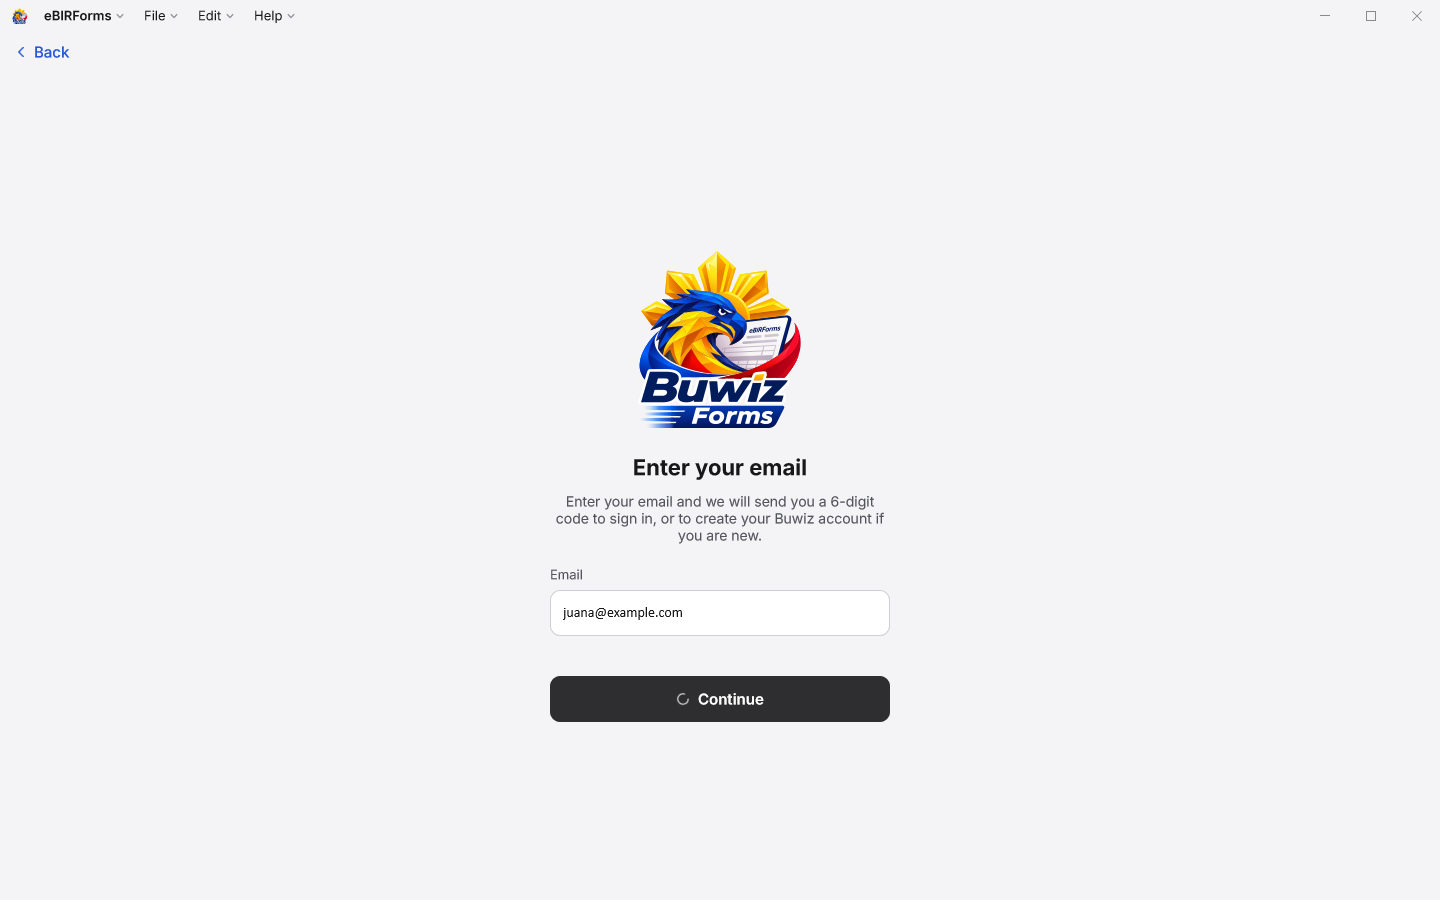 eBIRForms File Edit Help
Back
eBIRForms
Buwiz
Forms
Enter your email
Enter your email and we will send you a 6-digit
code to sign in, or to create your Buwiz account if
you are new.
Email
juana@example.com
Continue